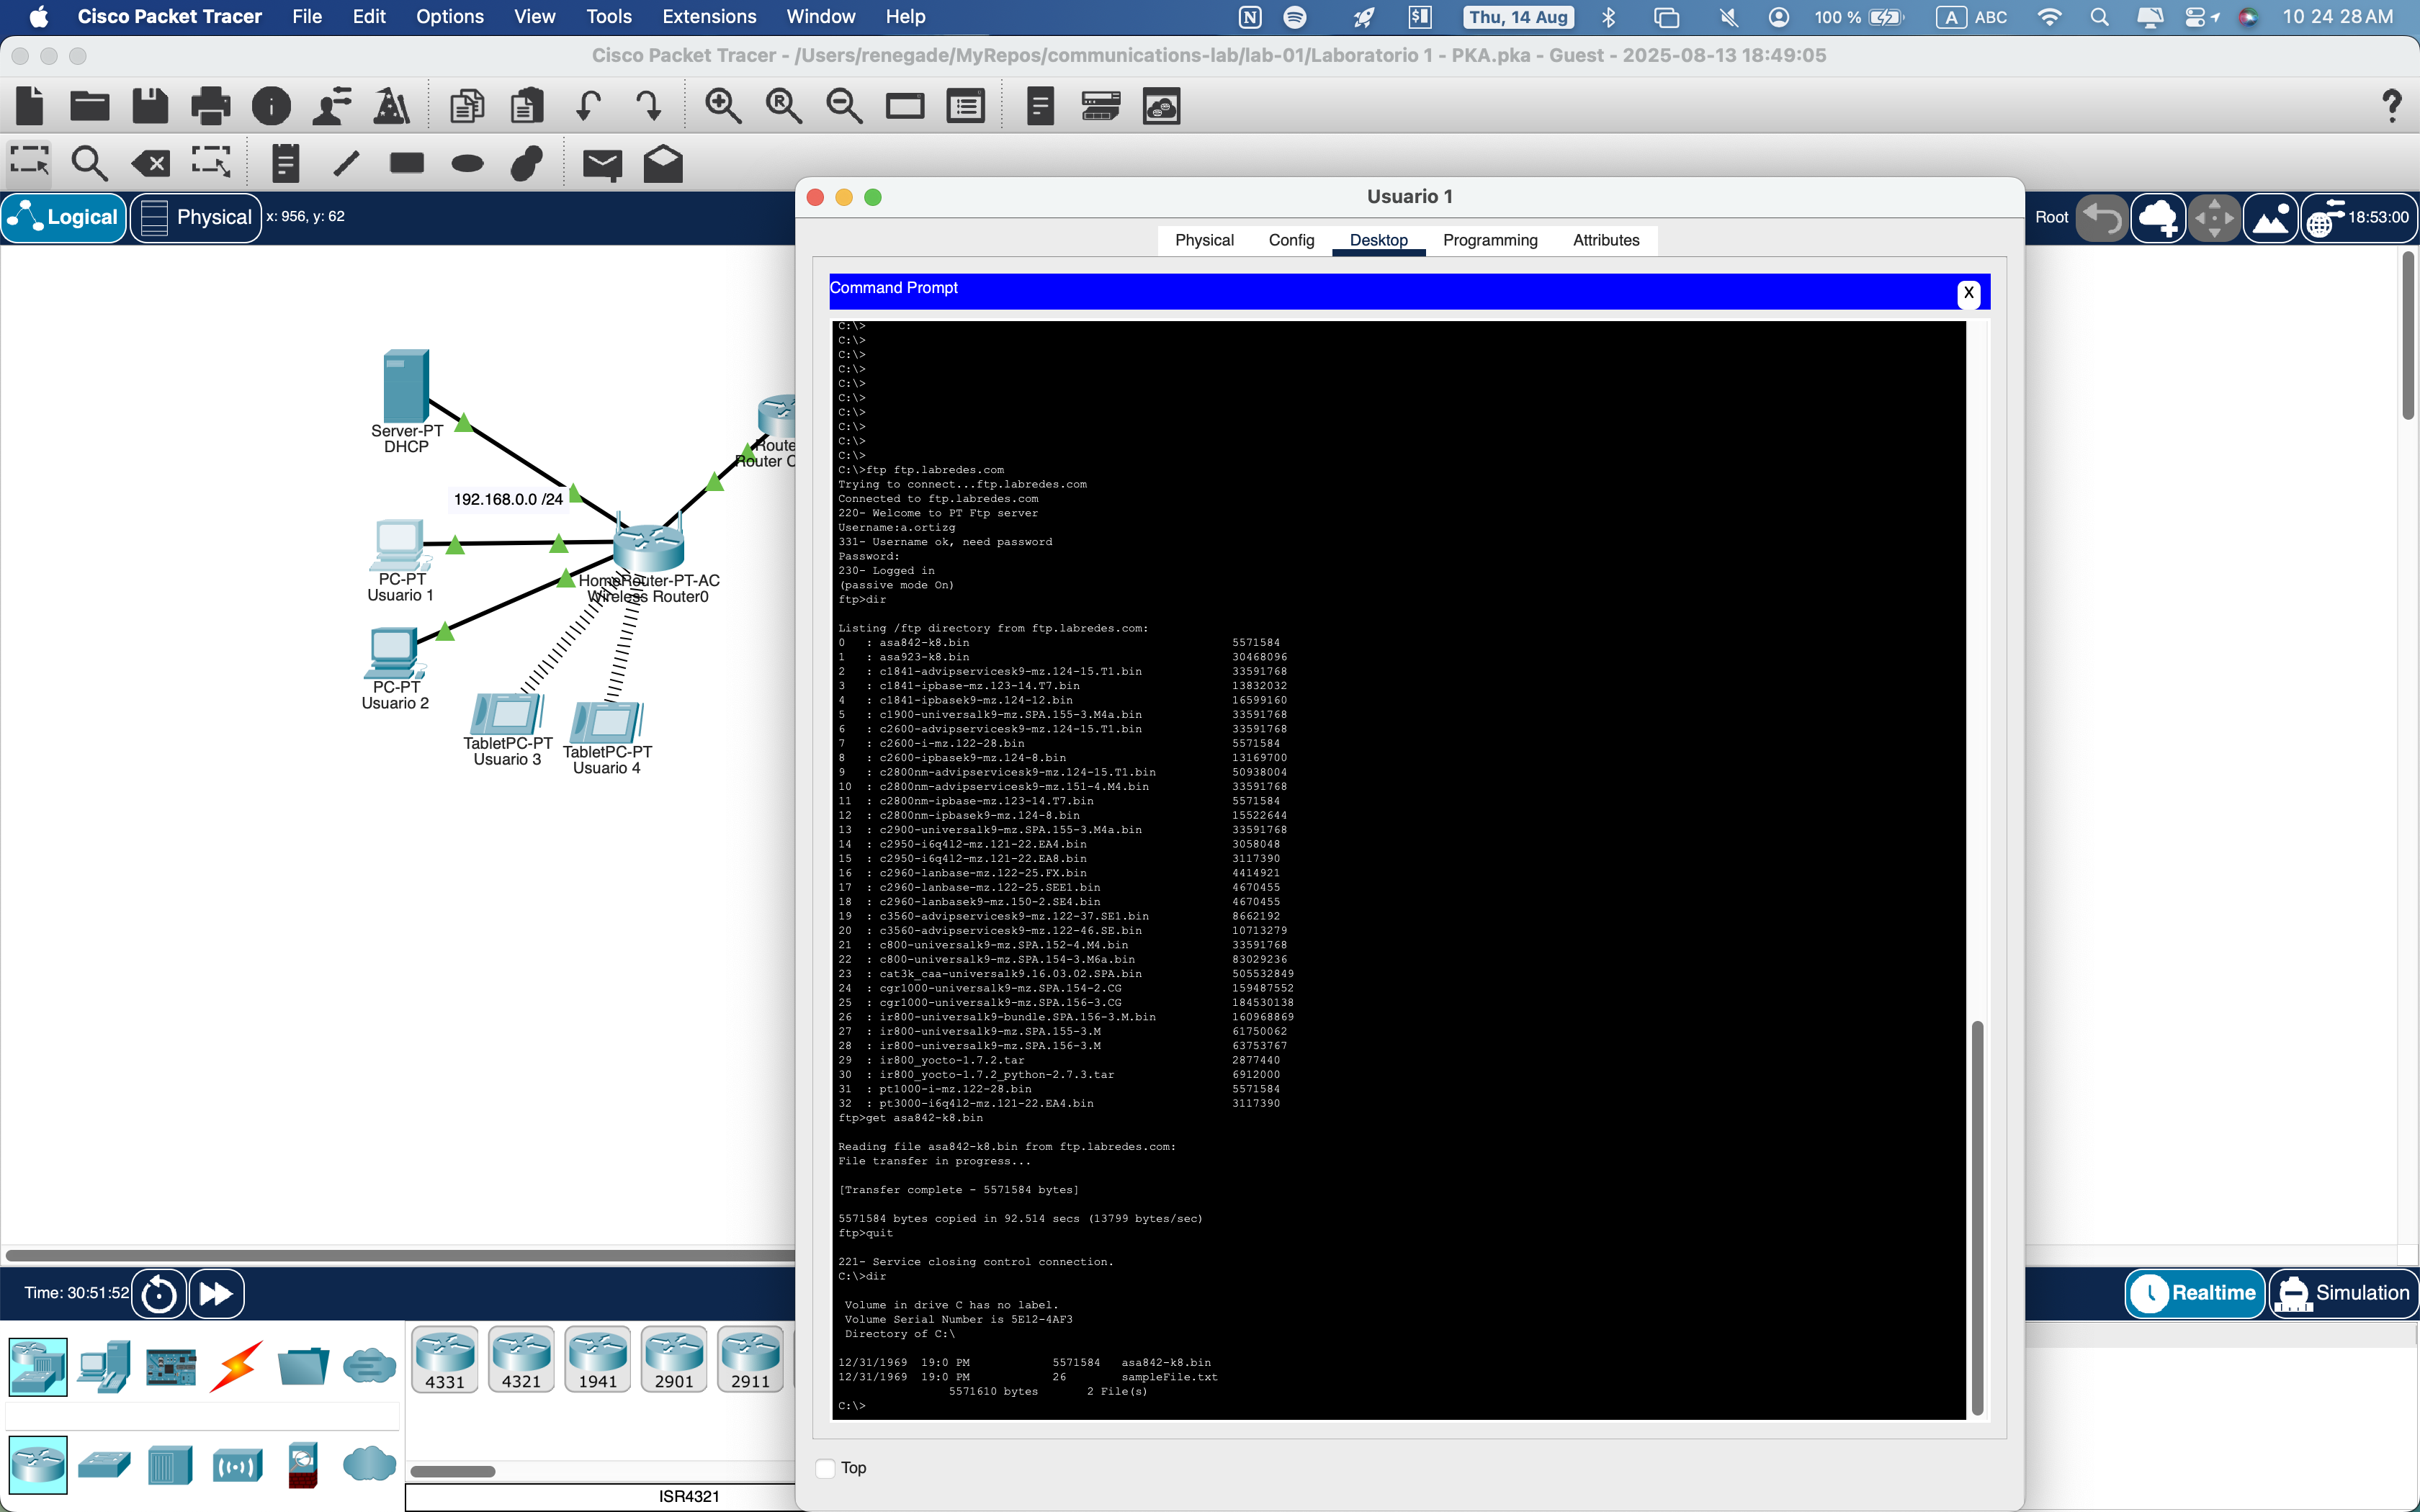 Cisco Packet Tracer File Edit Options View Tools Extensions Window Help
Thu, 14 Aug 100 % A ABC 10 24 28 AM
Cisco Packet Tracer - /Users/renegade/MyRepos/communications-lab/lab-01/Laboratorio 1 - PKA.pka - Guest - 2025-08-13 18:49:05
Logical Physical x: 956, y: 62
Root 18:53:00
Server-PT
DHCP
192.168.0.0 /24
PC-PT
Usuario 1
PC-PT
Usuario 2
HomeRouter-PT-AC
Wireless Router0
TabletPC-PT
Usuario 3
TabletPC-PT
Usuario 4
Route
Router C
Usuario 1
Physical Config Desktop Programming Attributes
Command Prompt
X
C:\>
C:\>
C:\>
C:\>
C:\>
C:\>
C:\>
C:\>
C:\>
C:\>
C:\>ftp ftp.labredes.com
Trying to connect...ftp.labredes.com
Connected to ftp.labredes.com
220- Welcome to PT Ftp server
Username:a.ortizg
331- Username ok, need password
Password:
230- Logged in
(passive mode On)
ftp>dir
Listing /ftp directory from ftp.labredes.com:
0 : asa842-k8.bin 5571584
1 : asa923-k8.bin 30468096
2 : c1841-advipservicesk9-mz.124-15.T1.bin 33591768
3 : c1841-ipbase-mz.123-14.T7.bin 13832032
4 : c1841-ipbasek9-mz.124-12.bin 16599160
5 : c1900-universalk9-mz.SPA.155-3.M4a.bin 33591768
6 : c2600-advipservicesk9-mz.124-15.T1.bin 33591768
7 : c2600-i-mz.122-28.bin 5571584
8 : c2600-ipbasek9-mz.124-8.bin 13169700
9 : c2800nm-advipservicesk9-mz.124-15.T1.bin 50938004
10 : c2800nm-advipservicesk9-mz.151-4.M4.bin 33591768
11 : c2800nm-ipbase-mz.123-14.T7.bin 5571584
12 : c2800nm-ipbasek9-mz.124-8.bin 15522644
13 : c2900-universalk9-mz.SPA.155-3.M4a.bin 33591768
14 : c2950-i6q4l2-mz.121-22.EA4.bin 3058048
15 : c2950-i6q4l2-mz.121-22.EA8.bin 3117390
16 : c2960-lanbase-mz.122-25.FX.bin 4414921
17 : c2960-lanbase-mz.122-25.SEE1.bin 4670455
18 : c2960-lanbasek9-mz.150-2.SE4.bin 4670455
19 : c3560-advipservicesk9-mz.122-37.SE1.bin 8662192
20 : c3560-advipservicesk9-mz.122-46.SE.bin 10713279
21 : c800-universalk9-mz.SPA.152-4.M4.bin 33591768
22 : c800-universalk9-mz.SPA.154-3.M6a.bin 83029236
23 : cat3k_caa-universalk9.16.03.02.SPA.bin 505532849
24 : cgr1000-universalk9-mz.SPA.154-2.CG 159487552
25 : cgr1000-universalk9-mz.SPA.156-3.CG 184530138
26 : ir800-universalk9-bundle.SPA.156-3.M.bin 160968869
27 : ir800-universalk9-mz.SPA.155-3.M 61750062
28 : ir800-universalk9-mz.SPA.156-3.M 63753767
29 : ir800_yocto-1.7.2.tar 2877440
30 : ir800_yocto-1.7.2_python-2.7.3.tar 6912000
31 : pt1000-i-mz.122-28.bin 5571584
32 : pt3000-i6q4l2-mz.121-22.EA4.bin 3117390
ftp>get asa842-k8.bin
Reading file asa842-k8.bin from ftp.labredes.com:
File transfer in progress...
[Transfer complete - 5571584 bytes]
5571584 bytes copied in 92.514 secs (13799 bytes/sec)
ftp>quit
221- Service closing control connection.
C:\>dir
Volume in drive C has no label.
Volume Serial Number is 5E12-4AF3
Directory of C:\
12/31/1969 19:0 PM 5571584 asa842-k8.bin
12/31/1969 19:0 PM 26 sampleFile.txt
5571610 bytes 2 File(s)
C:\>
Top
Time: 30:51:52
Realtime Simulation
4331 4321 1941 2901 2911
ISR4321